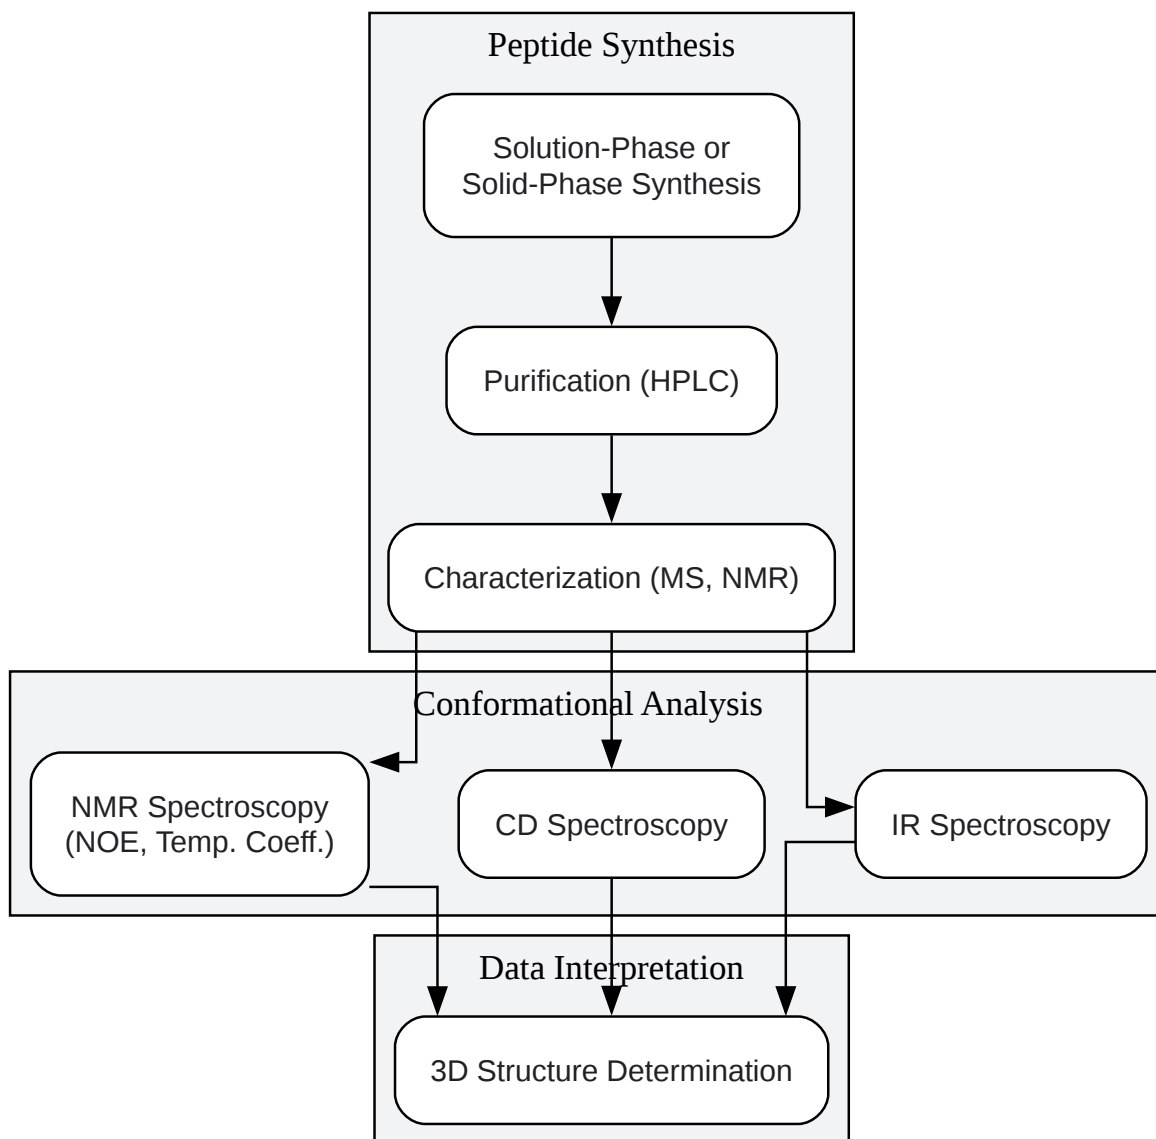 Peptide Synthesis
Solution-Phase or
Solid-Phase Synthesis
Purification (HPLC)
Characterization (MS, NMR)
Conformational Analysis
NMR Spectroscopy
(NOE, Temp. Coeff.)
CD Spectroscopy
IR Spectroscopy
Data Interpretation
3D Structure Determination